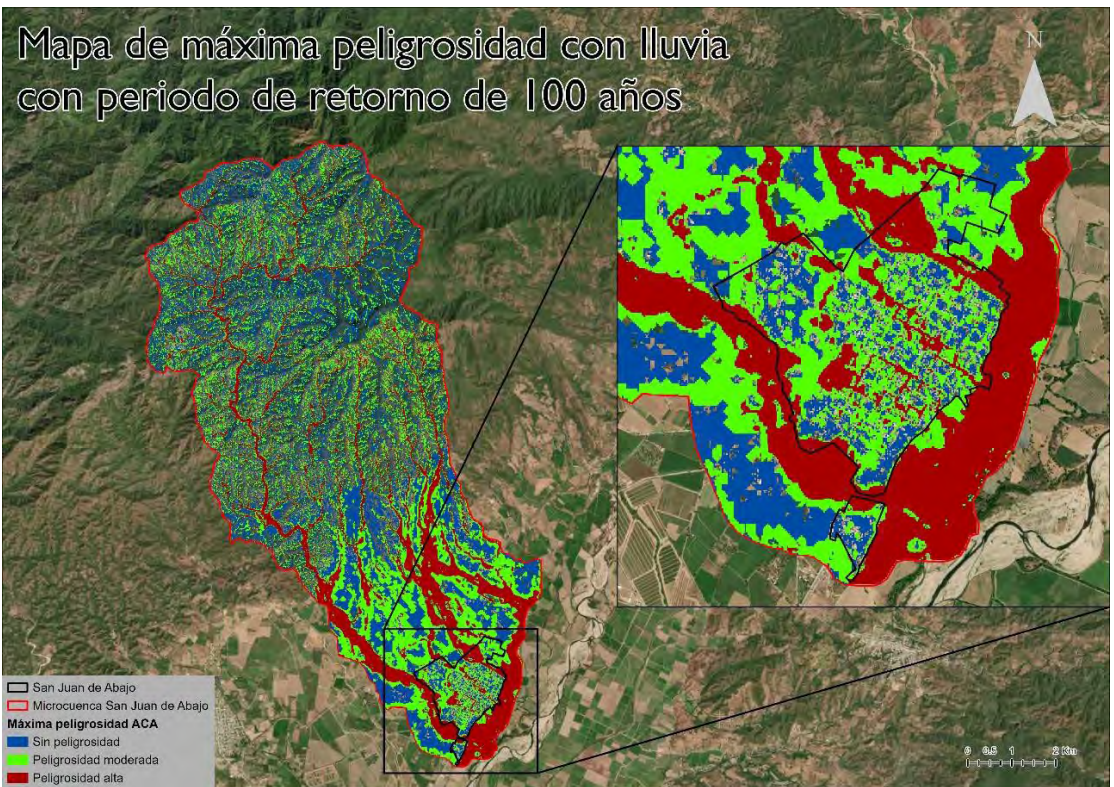 Mapa de máxima peligrosidad con lluvia
con periodo de retorno de 100 años
N
San Juan de Abajo
Microcuenca San Juan de Abajo
Máxima peligrosidad ACA
Sin peligrosidad
Peligrosidad moderada
Peligrosidad alta
0 0.5 1 2 Km